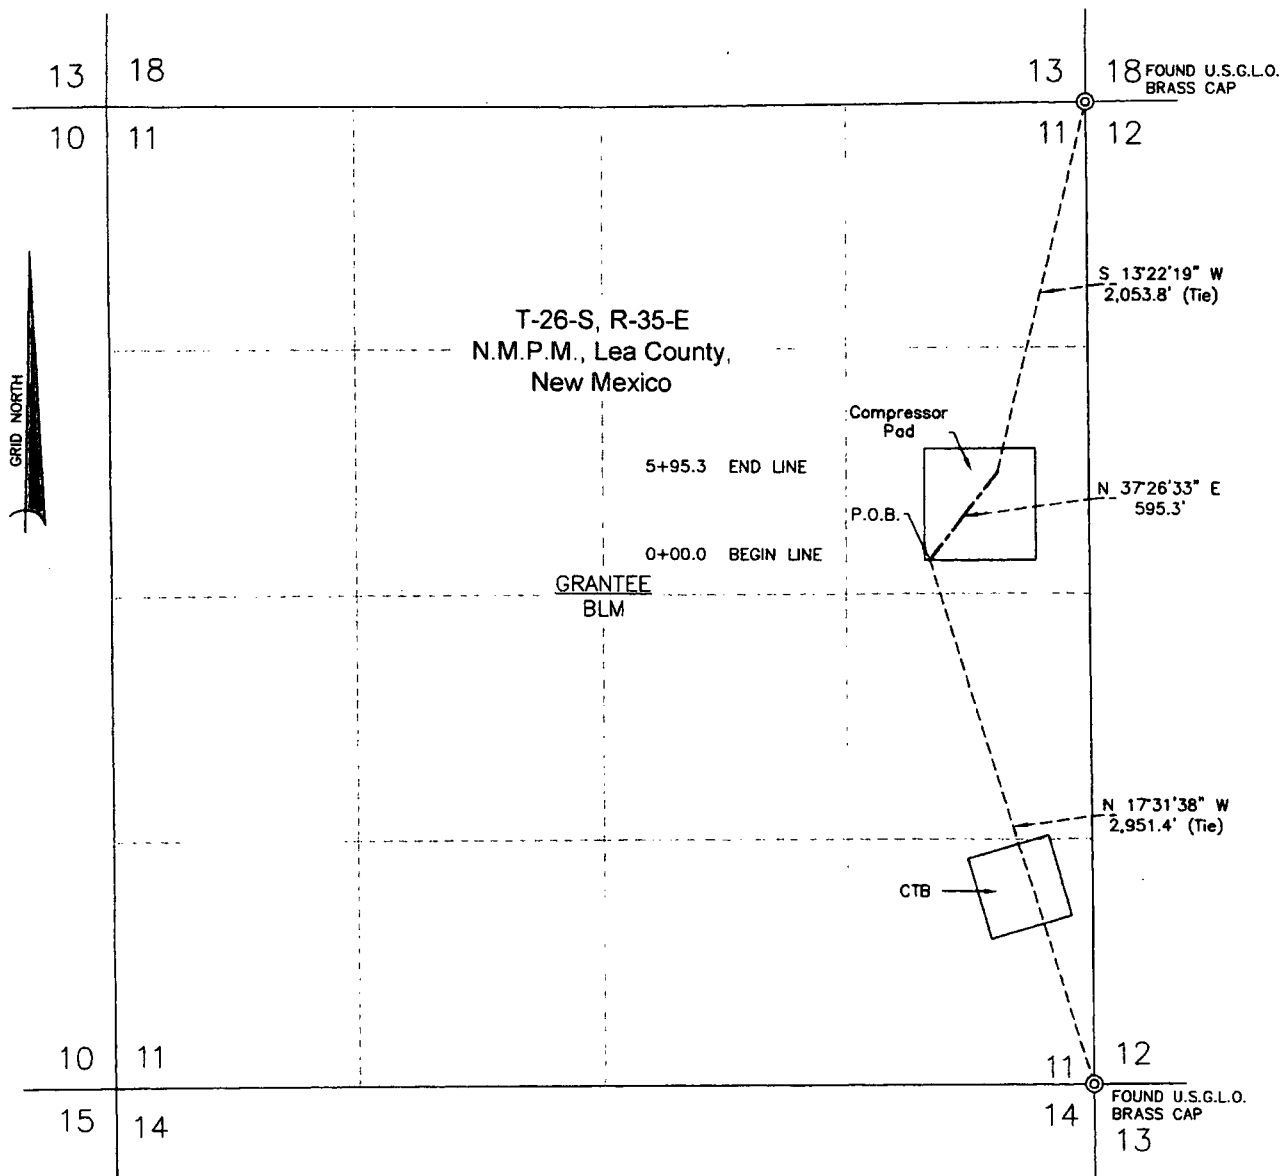 13
18
13
18 FOUND U.S.G.L.O.
BRASS CAP
10
11
11
12
S 13°22'19" W
2,053.8' (Tie)
T-26-S, R-35-E
N.M.P.M., Lea County,
New Mexico
GRID NORTH
Compressor
Pad
5+95.3 END LINE
N 37°26'33" E
595.3'
P.O.B.
0+00.0 BEGIN LINE
GRANTEE
BLM
N 17°31'38" W
2,951.4' (Tie)
CTB
10
11
11
12
15
14
14
13
FOUND U.S.G.L.O.
BRASS CAP